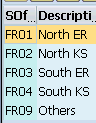 SOf.. Descripti..
FR01 North ER
FR02 North KS
FR03 South ER
FR04 South KS
FR09 Others